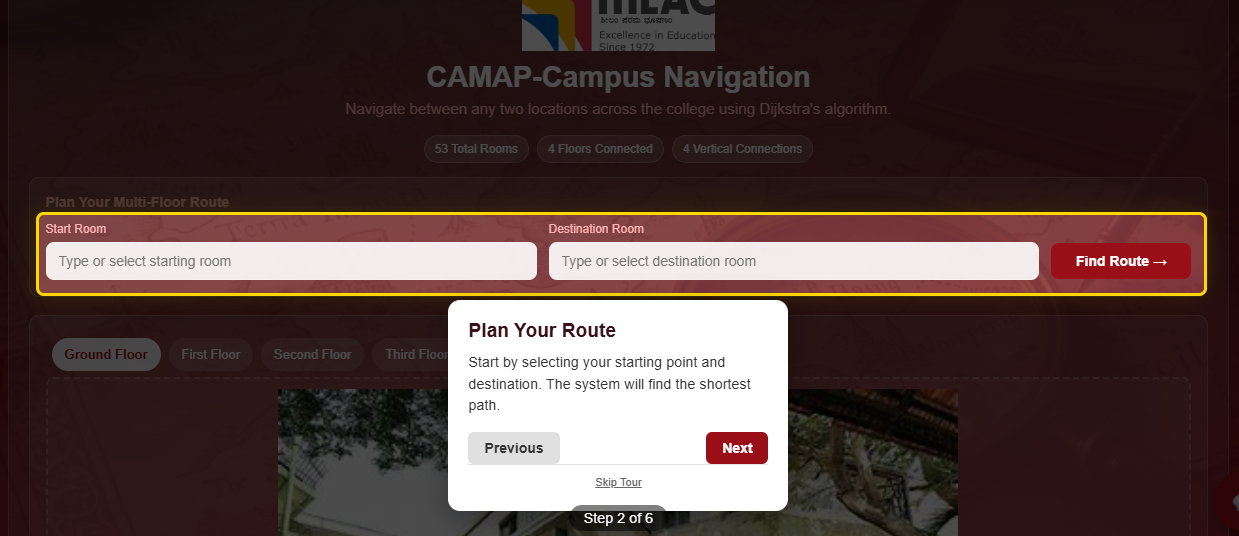 ಶೀಲಂ ಪರಮ ಭೂಷಣಂ
Excellence in Education
Since 1972
CAMAP-Campus Navigation
Navigate between any two locations across the college using Dijkstra's algorithm.
53 Total Rooms
4 Floors Connected
4 Vertical Connections
Plan Your Multi-Floor Route
Start Room
Destination Room
Type or select starting room
Type or select destination room
Find Route →
Plan Your Route
Start by selecting your starting point and
destination. The system will find the shortest
path.
Previous
Next
Skip Tour
Step 2 of 6
Ground Floor
First Floor
Second Floor
Third Floor